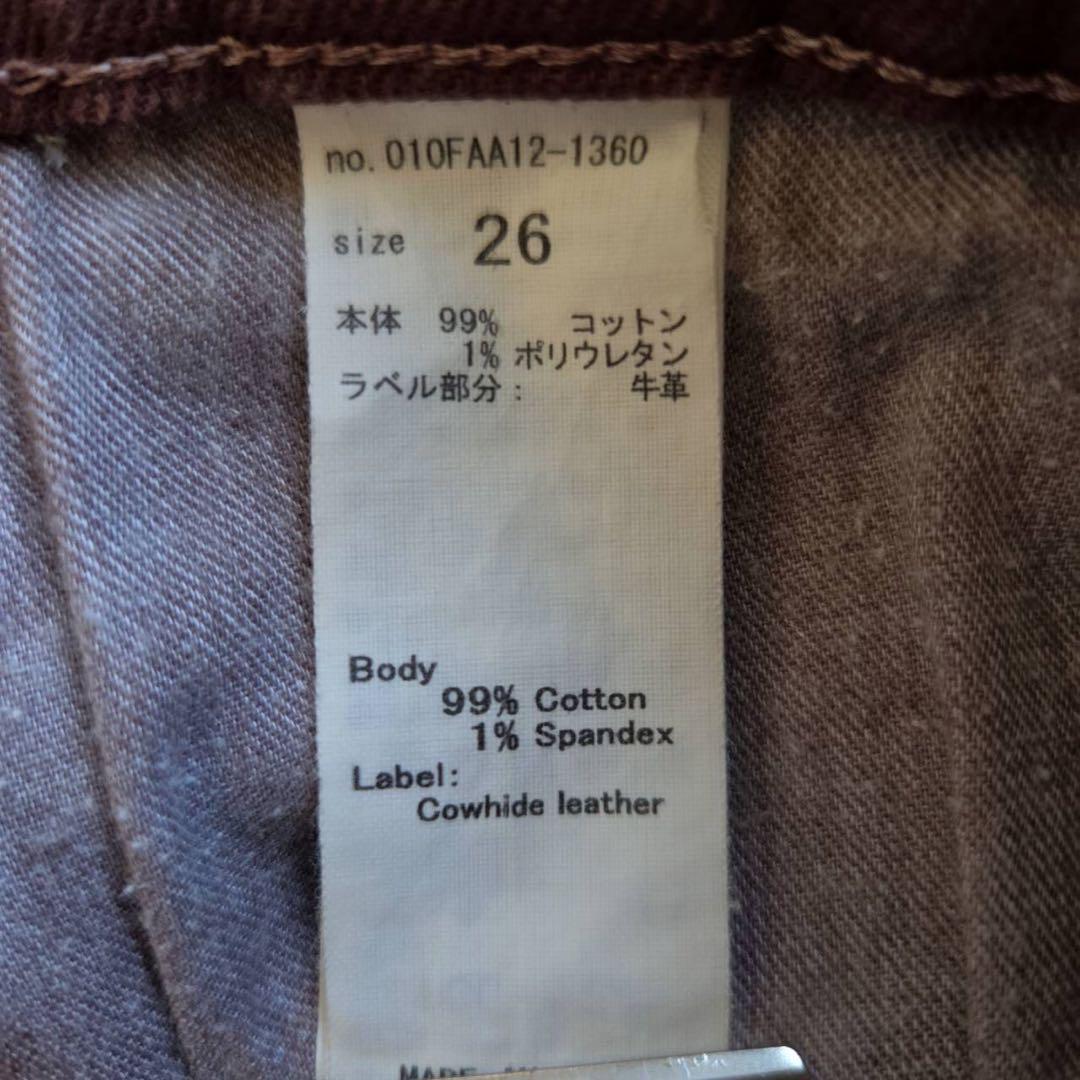 no. 010FAA12-1360
size 26
本体 99% コットン
1% ポリウレタン
ラベル部分: 牛革
Body
99% Cotton
1% Spandex
Label:
Cowhide leather
MADE